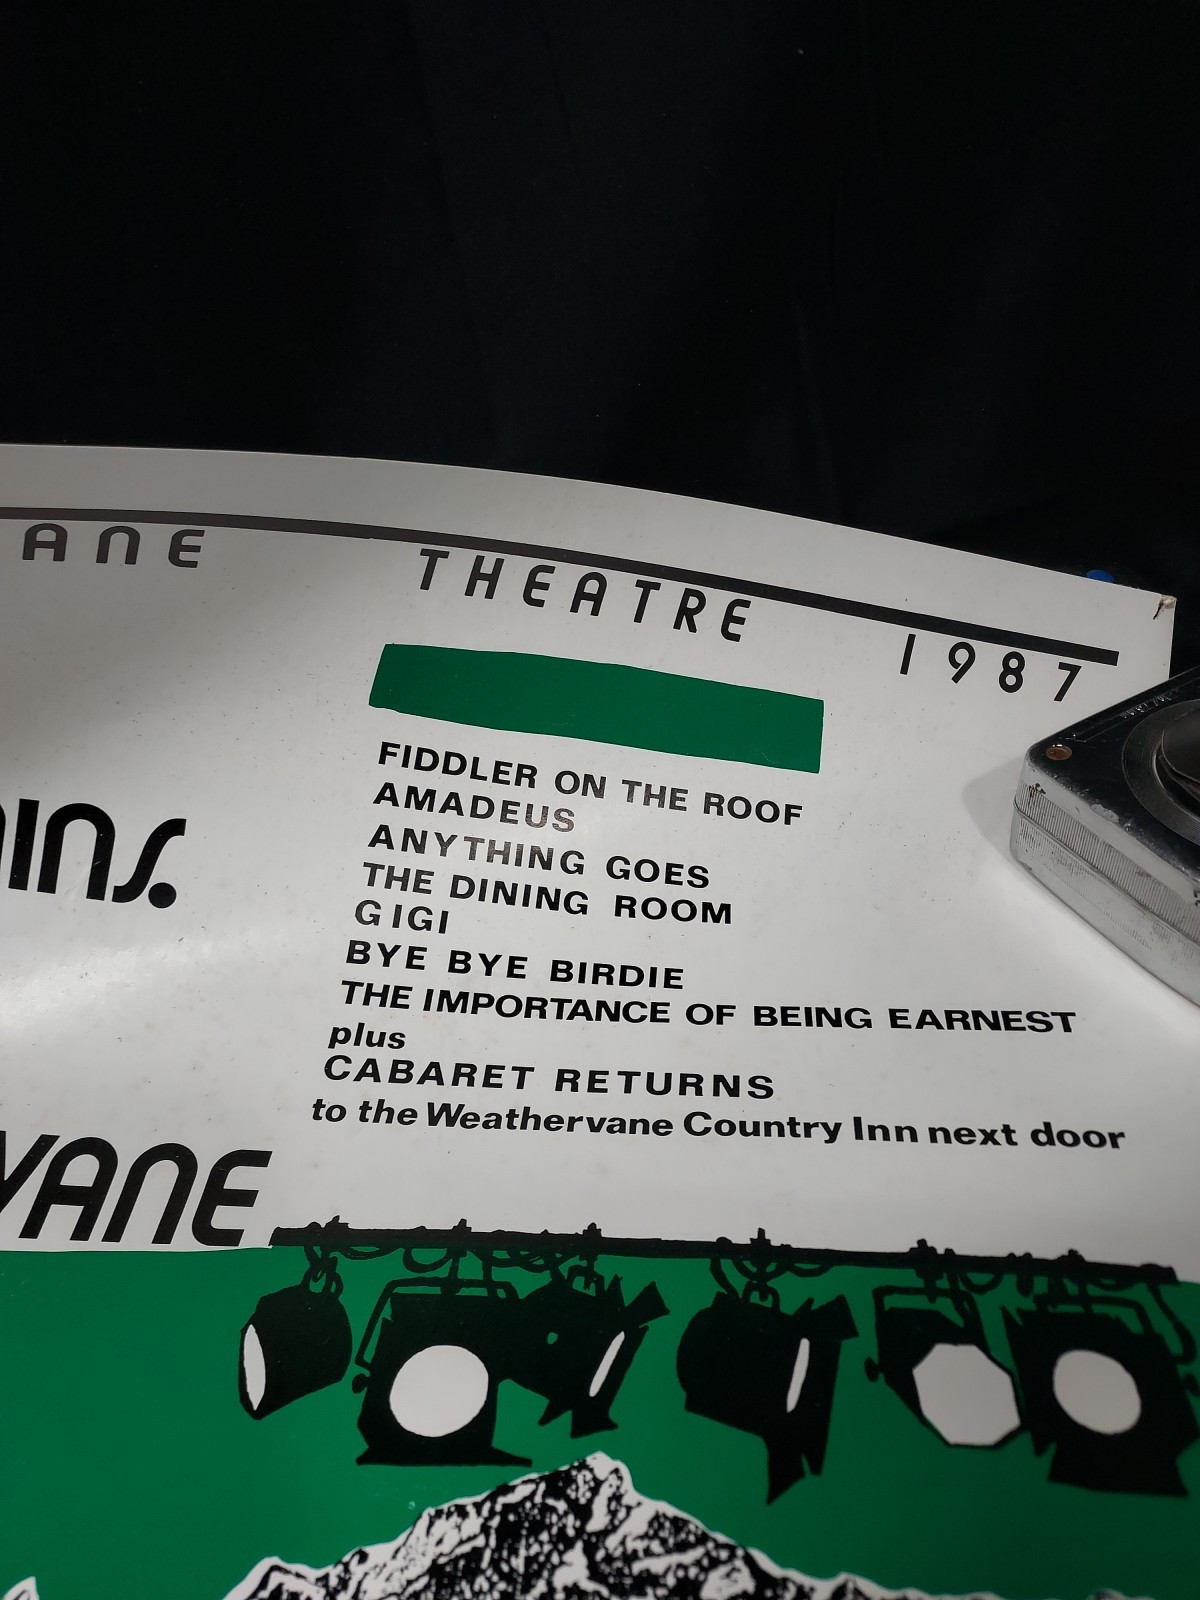 ANE THEATRE 1987
FIDDLER ON THE ROOF
AMADEUS
ANYTHING GOES
THE DINING ROOM
GIGI
BYE BYE BIRDIE
THE IMPORTANCE OF BEING EARNEST
plus
CABARET RETURNS
to the Weathervane Country Inn next door
INS.
VANE